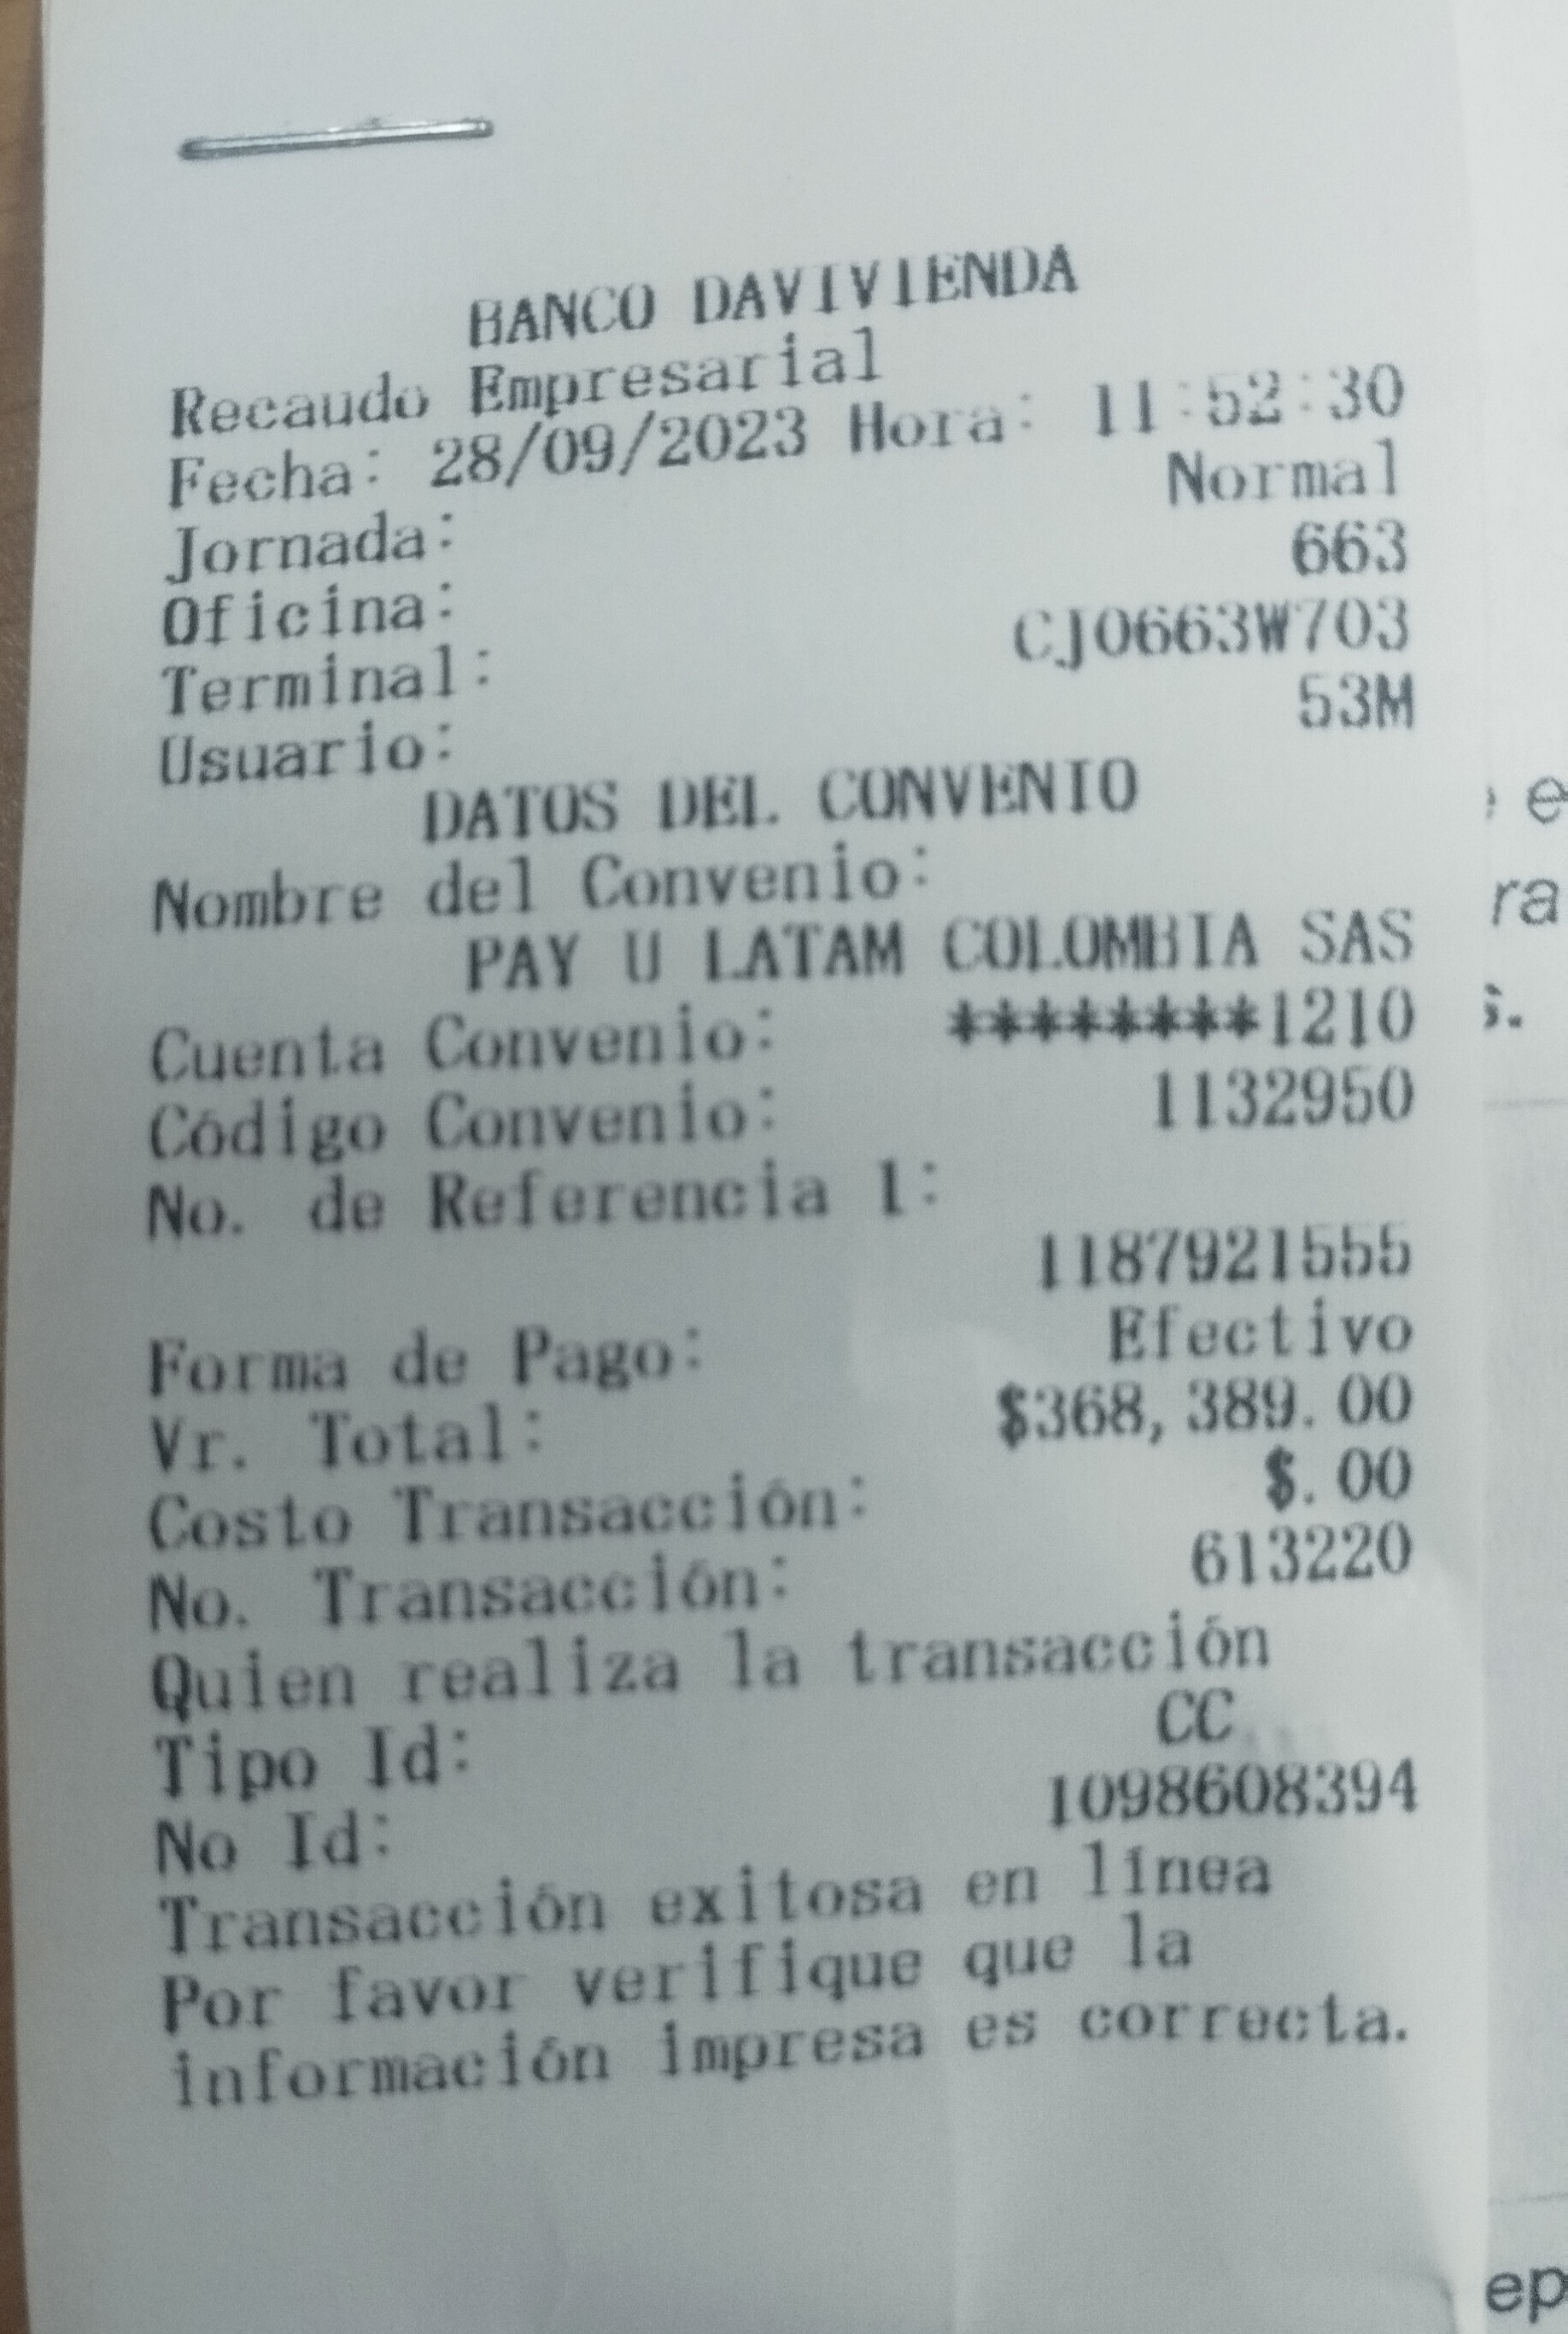 BANCO DAVIVIENDA
Recaudo Empresarial
Fecha: 28/09/2023 Hora: 11:52:30
Jornada: Normal
Oficina: 663
Terminal: CJ0663W703
Usuario: 53M
DATOS DEL CONVENIO
Nombre del Convenio:
PAY U LATAM COLOMBIA SAS
Cuenta Convenio: ********1210
Código Convenio: 1132950
No. de Referencia 1:
1187921555
Forma de Pago: Efectivo
Vr. Total: $368,389.00
Costo Transacción: $.00
No. Transacción: 613220
Quien realiza la transacción
Tipo Id: CC
No Id: 1098608394
Transacción exitosa en línea
Por favor verifique que la
información impresa es correcta.
e
ra
s.
ep